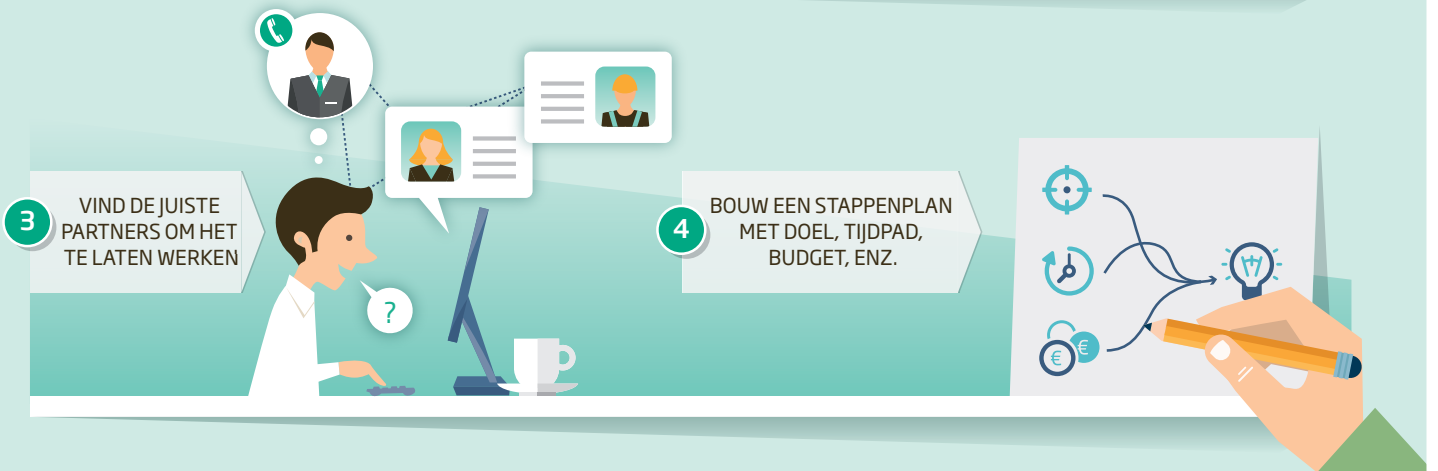 3
VIND DE JUISTE
PARTNERS OM HET
TE LATEN WERKEN
?
4
BOUW EEN STAPPENPLAN
MET DOEL, TIJDPAD,
BUDGET, ENZ.
€
€